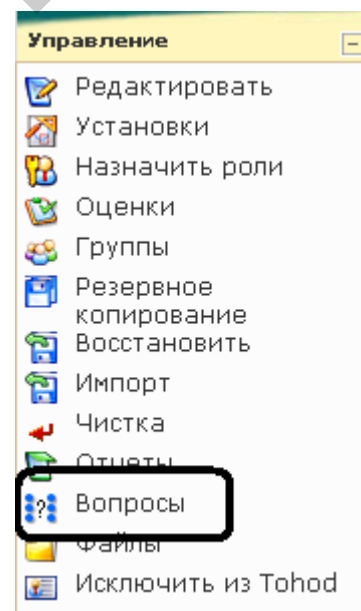 Управление
Редактировать
Установки
Назначить роли
Оценки
Группы
Резервное
копирование
Восстановить
Импорт
Чистка
Отчеты
Вопросы
Файлы
Исключить из Tohod